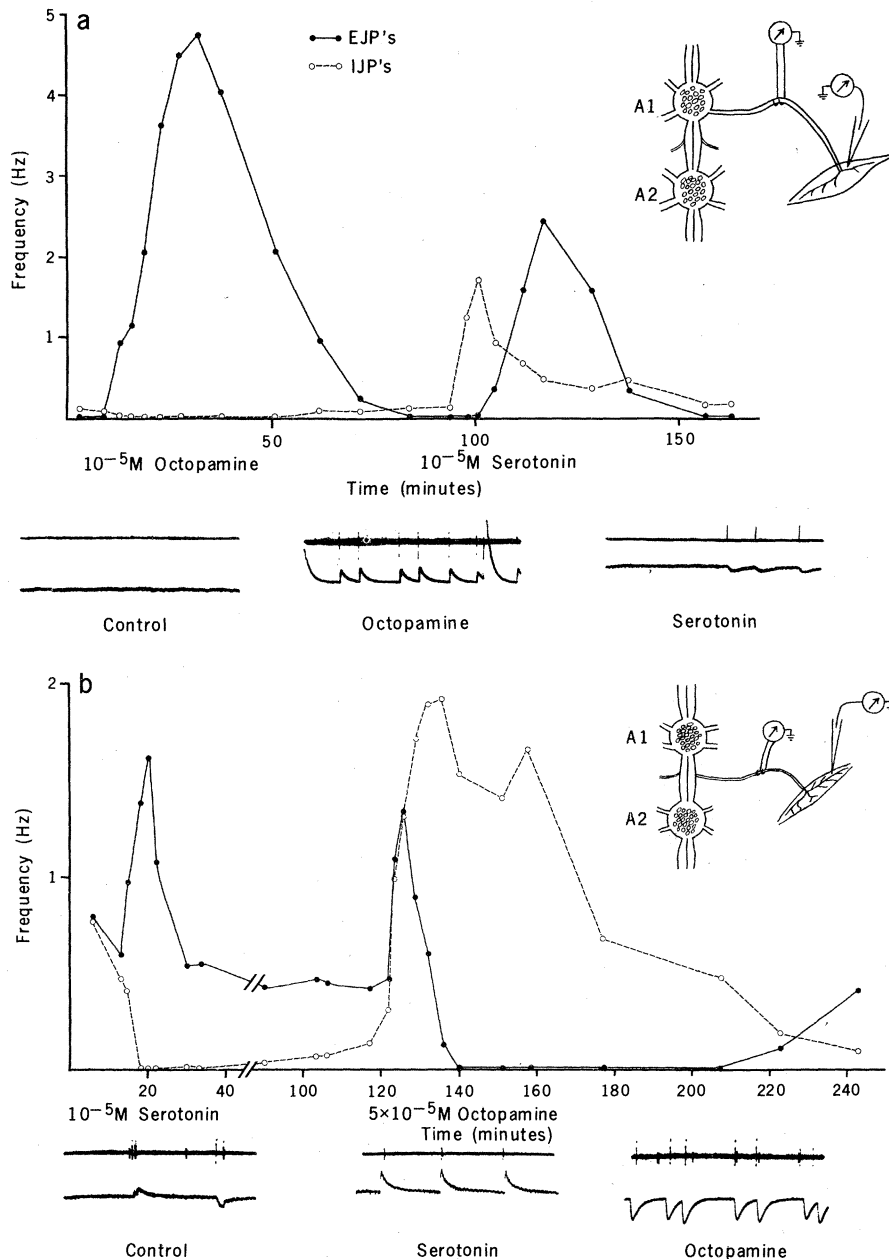 a
5
4
3
2
1
Frequency (Hz)
EJP's
IJP's
A1
A2
50
100
150
10⁻⁵M Octopamine
10⁻⁵M Serotonin
Time (minutes)
Control
Octopamine
Serotonin
b
2
1
Frequency (Hz)
A1
A2
20
40
100
120
140
160
180
200
220
240
10⁻⁵M Serotonin
5×10⁻⁵M Octopamine
Time (minutes)
Control
Serotonin
Octopamine